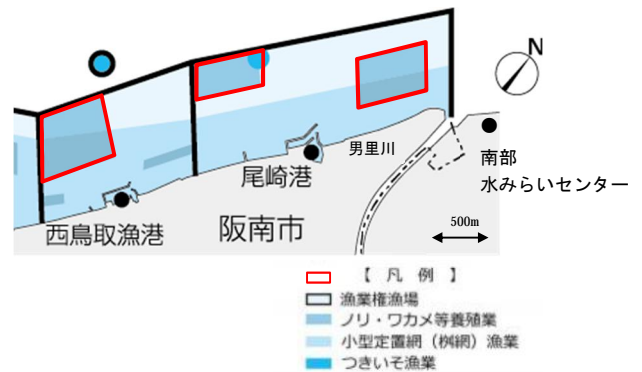 N
男里川
尾崎港
南部
水みらいセンター
西鳥取漁港
阪南市
500m
【 凡 例 】
漁業権漁場
ノリ・ワカメ等養殖業
小型定置網（桝網）漁業
つきいそ漁業